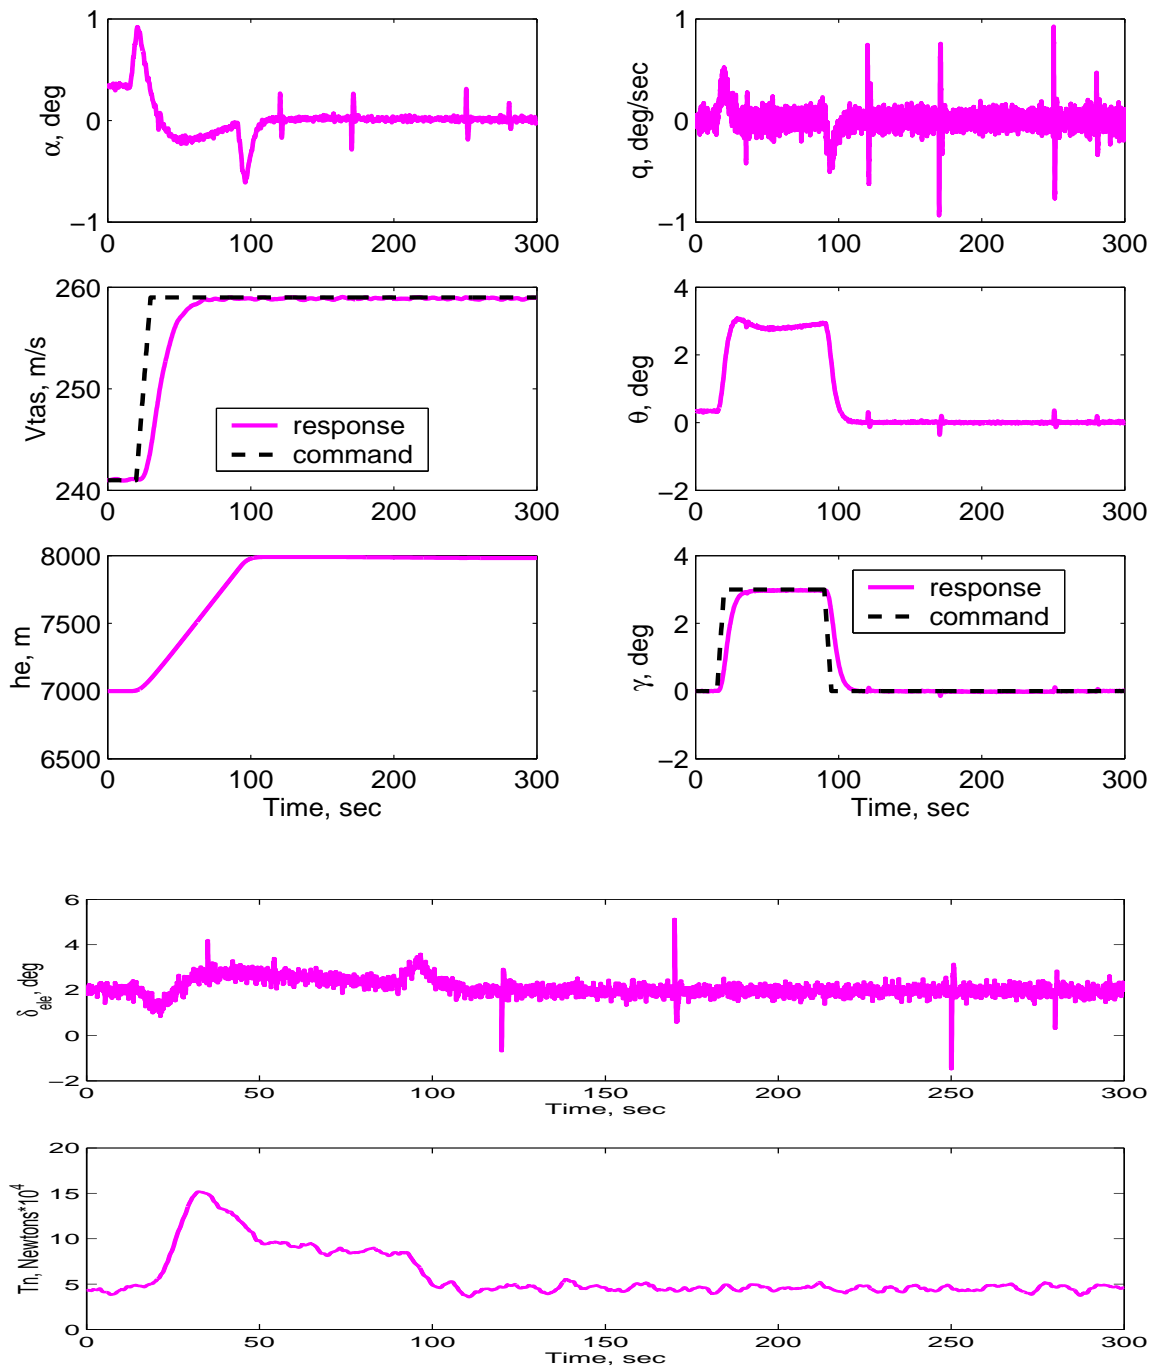 1
0
−1
α, deg
0 100 200 300
1
0
−1
q, deg/sec
0 100 200 300
260
250
240
Vtas, m/s
response
command
0 100 200 300
4
2
0
−2
θ, deg
0 100 200 300
8000
7500
7000
6500
he, m
0 100 200 300
Time, sec
4
2
0
−2
γ, deg
response
command
0 100 200 300
Time, sec
6
4
2
0
−2
δele, deg
0 50 100 150 200 250 300
Time, sec
20
15
10
5
0
Tn, Newtons*10^4
0 50 100 150 200 250 300
Time, sec